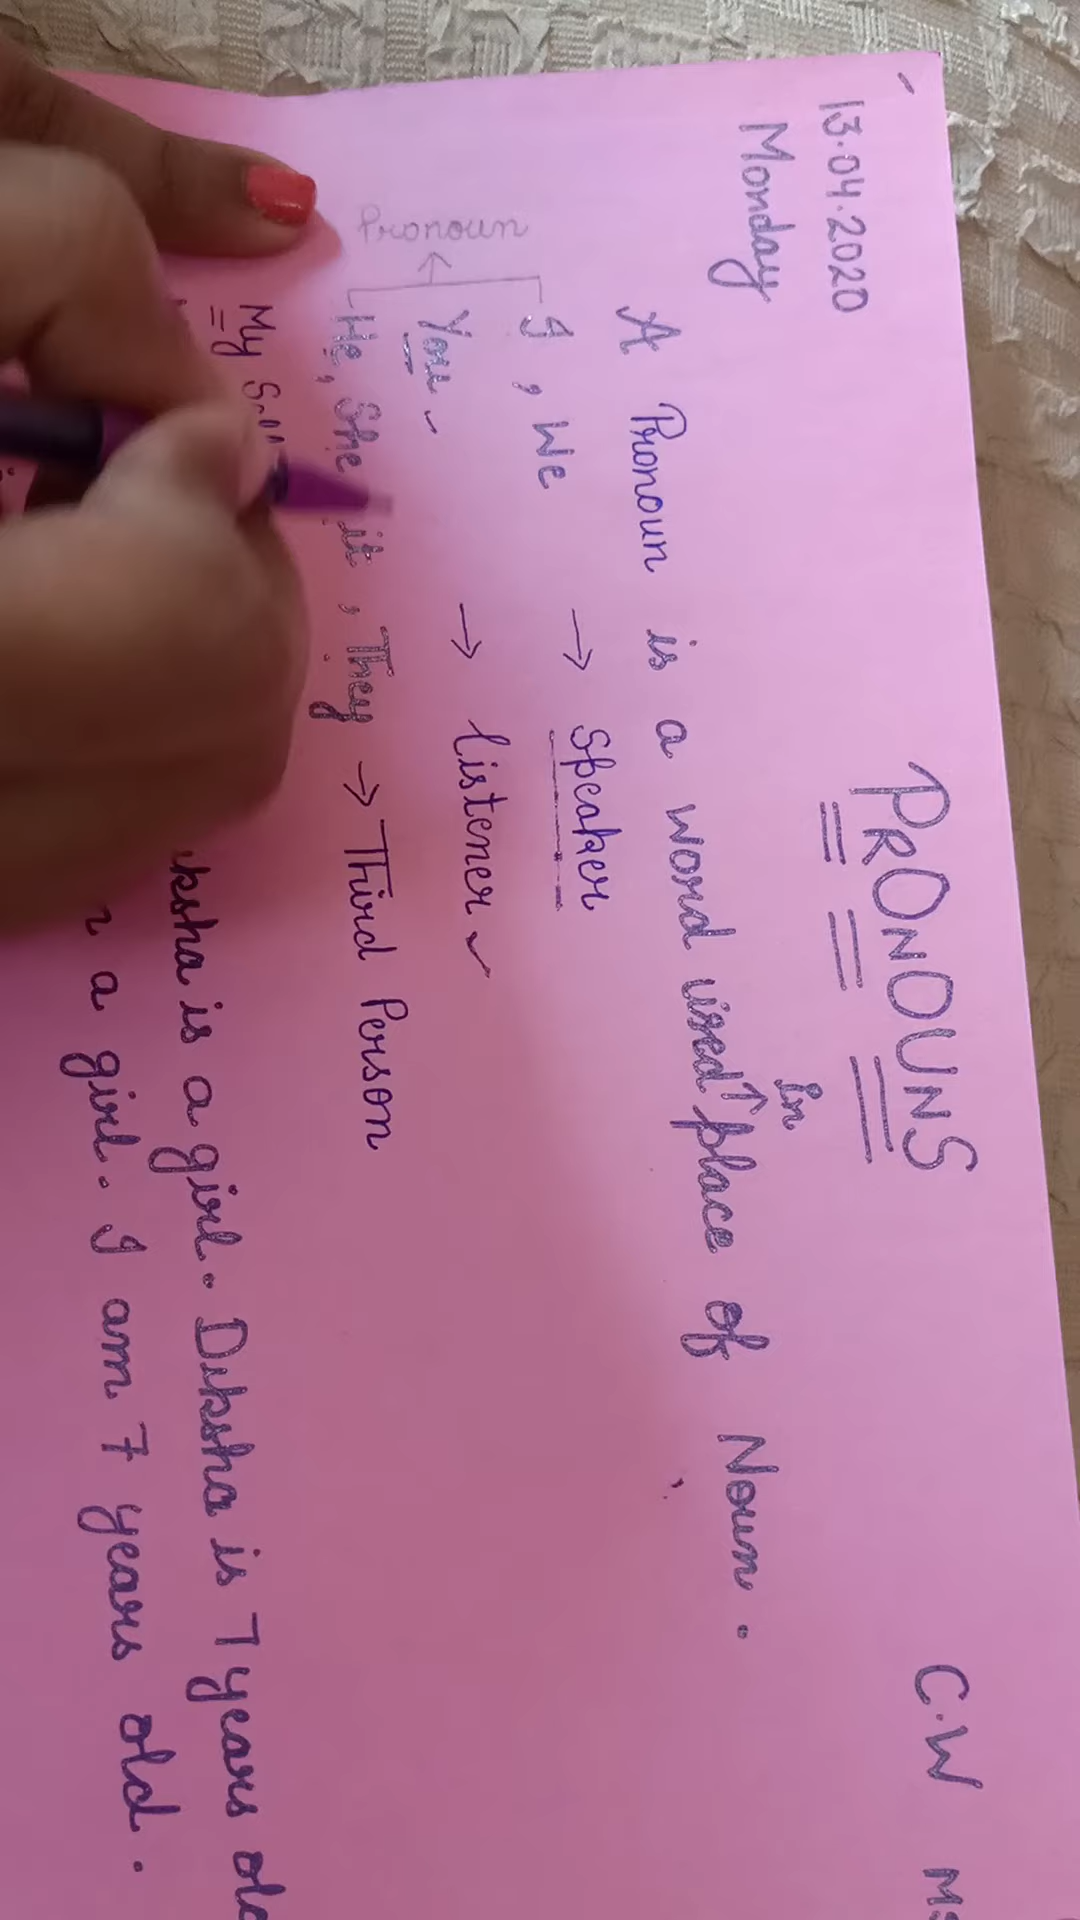 13.04.2020
Monday
C.W
PRONOUNS
In
A Pronoun is a word used ↑ place of Noun.
Pronoun
I, We → Speaker
You ✓ → listener ✓
He, She it, They → Third Person
My
is a girl. Diksha is 7 years
a girl. I am 7 years old.